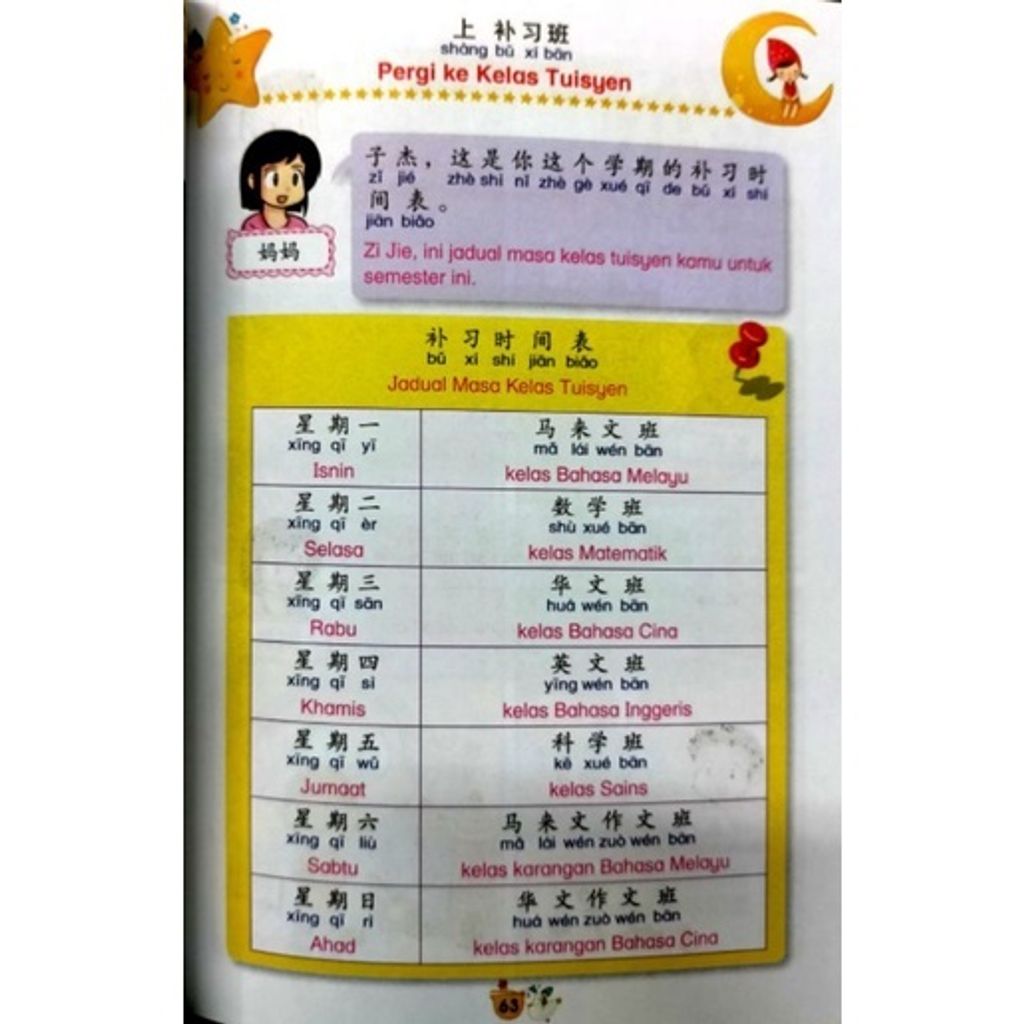 上 补 习 班
shàng bǔ xí bān
Pergi ke Kelas Tuisyen
子 杰， 这 是 你 这 个 学 期 的 补 习 时
zǐ jié zhè shì nǐ zhè gè xué qī de bǔ xí shí
间 表 。
jiān biǎo
妈妈
Zi Jie, ini jadual masa kelas tuisyen kamu untuk
semester ini.
补 习 时 间 表
bǔ xí shí jiān biǎo
Jadual Masa Kelas Tuisyen
星 期 一 马 来 文 班
xīng qī yī mǎ lái wén bān
Isnin kelas Bahasa Melayu
星 期 二 数 学 班
xīng qī èr shù xué bān
Selasa kelas Matematik
星 期 三 华 文 班
xīng qī sān huá wén bān
Rabu kelas Bahasa Cina
星 期 四 英 文 班
xīng qī sì yīng wén bān
Khamis kelas Bahasa Inggeris
星 期 五 科 学 班
xīng qī wǔ kē xué bān
Jumaat kelas Sains
星 期 六 马 来 文 作 文 班
xīng qī liù mǎ lái wén zuò wén bān
Sabtu kelas karangan Bahasa Melayu
星 期 日 华 文 作 文 班
xīng qī rì huá wén zuò wén bān
Ahad kelas karangan Bahasa Cina
63